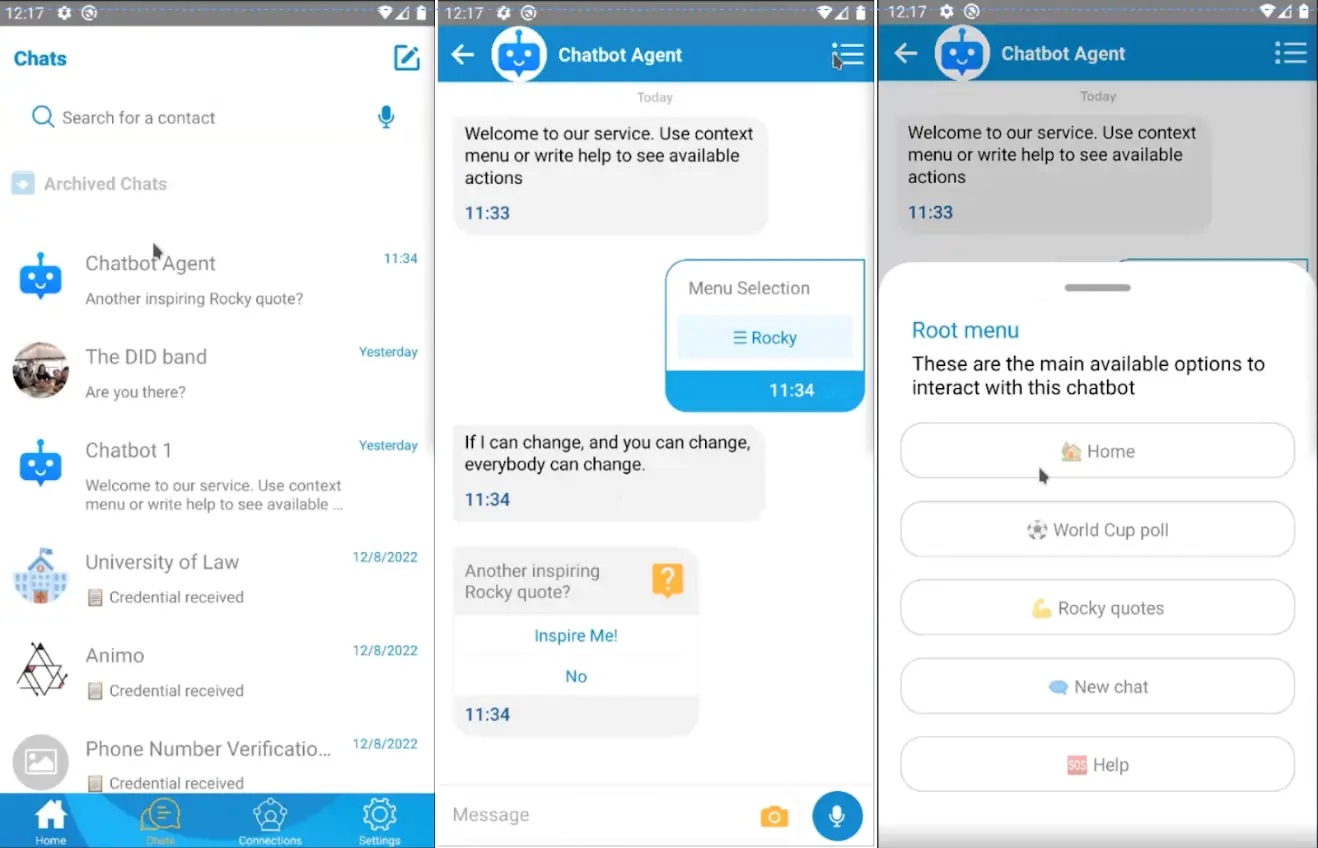 12:17
Chats
Search for a contact
Archived Chats
Chatbot Agent
11:34
Another inspiring Rocky quote?
The DID band
Yesterday
Are you there?
Chatbot 1
Yesterday
Welcome to our service. Use context
menu or write help to see available ...
University of Law
12/8/2022
Credential received
Animo
12/8/2022
Credential received
Phone Number Verificatio...
12/8/2022
Credential received
Home
Chats
Connections
Settings
12:17
Chatbot Agent
Today
Welcome to our service. Use context
menu or write help to see available
actions
11:33
Menu Selection
Rocky
11:34
If I can change, and you can change,
everybody can change.
11:34
Another inspiring
Rocky quote?
?
Inspire Me!
No
11:34
Message
12:17
Chatbot Agent
Today
Welcome to our service. Use context
menu or write help to see available
actions
11:33
Root menu
These are the main available options to
interact with this chatbot
Home
World Cup poll
Rocky quotes
New chat
SOS Help